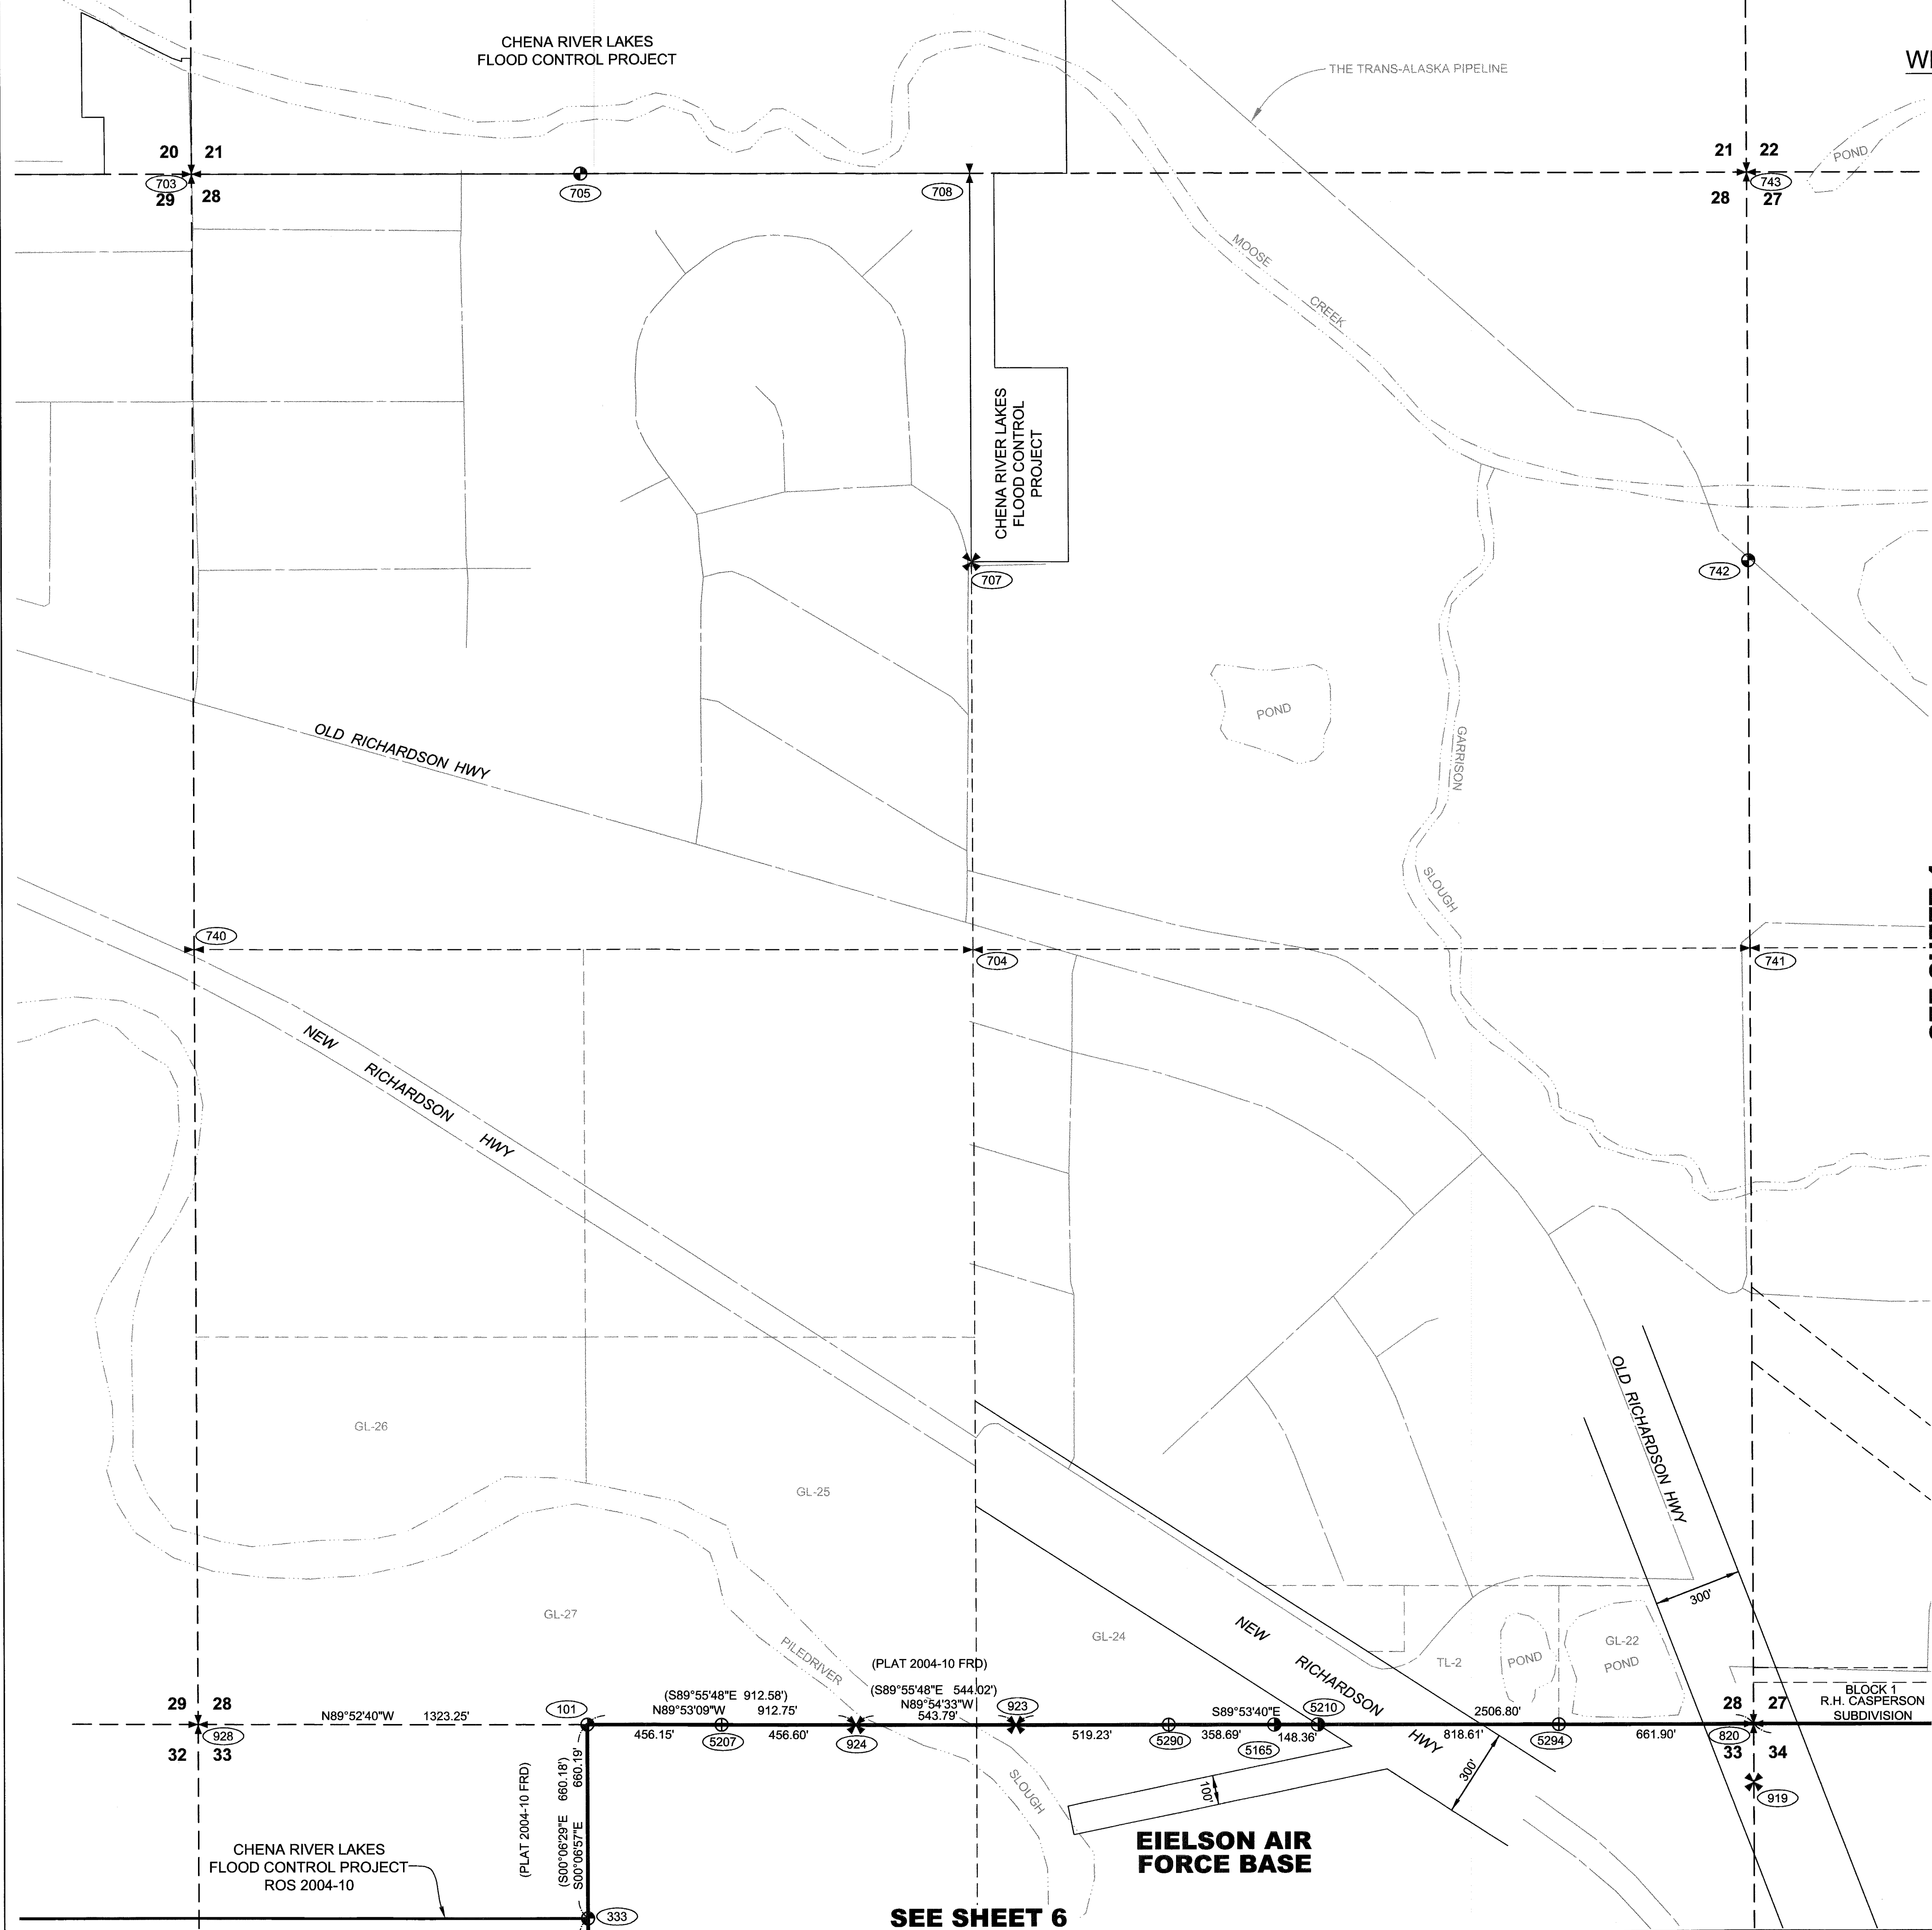 CHENA RIVER LAKES
FLOOD CONTROL PROJECT
THE TRANS-ALASKA PIPELINE
20 21
703
29 28
705
708
21 22
743
28 27
POND
MOOSE
CREEK
CHENA RIVER LAKES
FLOOD CONTROL
PROJECT
707
742
POND
OLD RICHARDSON HWY
GARRISON
SLOUGH
740
704
741
NEW RICHARDSON HWY
OLD RICHARDSON HWY
300'
GL-26
GL-25
GL-27
GL-24
TL-2
POND
GL-22
POND
PILEDRIVER
SLOUGH
NEW RICHARDSON HWY
29 28
928
32 33
N89°52'40"W 1323.25'
101
(S89°55'48"E 912.58')
N89°53'09"W 912.75'
456.15'
5207
456.60'
924
(PLAT 2004-10 FRD)
(S89°55'48"E 544.02')
N89°54'33"W
543.79'
923
519.23'
5290
S89°53'40"E
358.69'
5165
148.36'
5210
2506.80'
818.61'
5294
661.90'
28 27
820
33 34
919
BLOCK 1
R.H. CASPERSON
SUBDIVISION
300'
100'
(PLAT 2004-10 FRD)
(S00°06'29"E 660.18')
S00°06'57"E 660.19'
CHENA RIVER LAKES
FLOOD CONTROL PROJECT
ROS 2004-10
333
EIELSON AIR
FORCE BASE
SEE SHEET 6